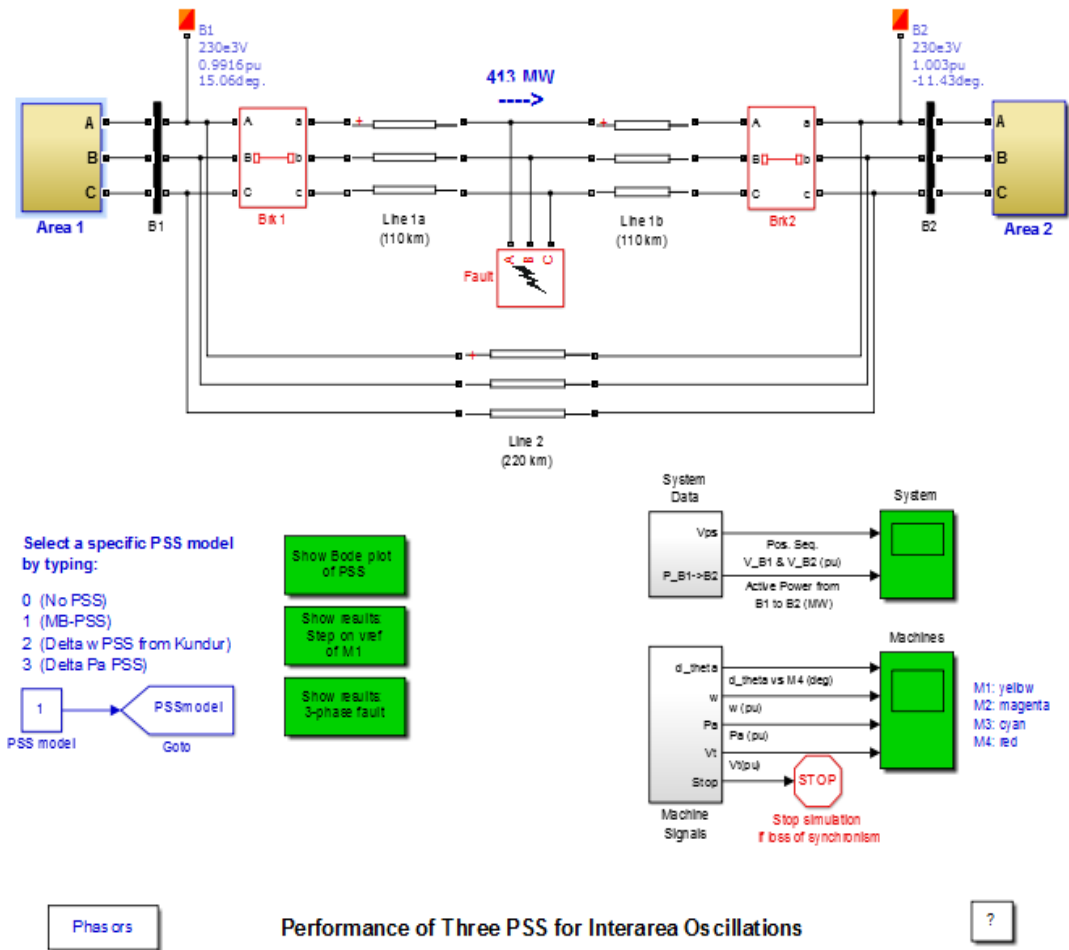 B1
230e3V
0.9916pu
15.06deg.
B2
230e3V
1.003pu
-11.43deg.
413 MW
---->
A
B
C
Area 1
B1
A
B
C
a
b
c
Brk1
+
Line 1a
(110 km)
+
Line 1b
(110 km)
A
B
C
a
b
c
Brk2
B2
A
B
C
Area 2
Fault
A
B
C
+
Line 2
(220 km)
Select a specific PSS model
by typing:
0 (No PSS)
1 (MB-PSS)
2 (Delta w PSS from Kundur)
3 (Delta Pa PSS)
1
PSS model
PSSmodel
Goto
Show Bode plot
of PSS
Show results:
Step on vref
of M1
Show results:
3-phase fault
System
Data
Vps
P_B1->B2
Pos. Seq.
V_B1 & V_B2 (pu)
Active Power from
B1 to B2 (MW)
System
Machines
d_theta
w
Pa
Vt
Stop
d_theta vs M4 (deg)
w (pu)
Pa (pu)
Vt(pu)
Machine
Signals
STOP
Stop simulation
if loss of synchronism
M1: yellow
M2: magenta
M3: cyan
M4: red
Phasors
Performance of Three PSS for Interarea Oscillations
?